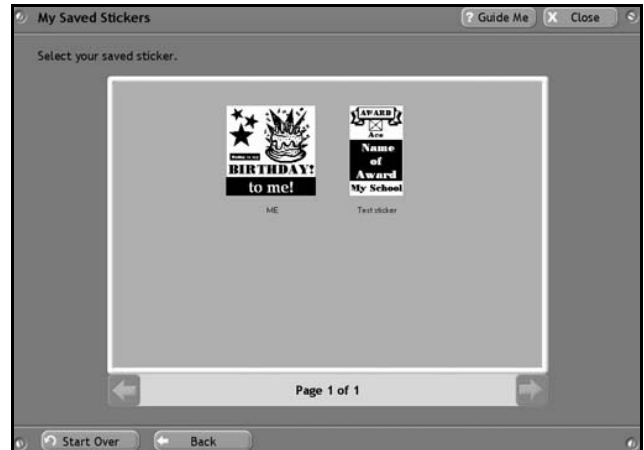 My Saved Stickers
? Guide Me
X Close
Select your saved sticker.
BIRTHDAY!
to me!
ME
AWARD
Ace
Name
of
Award
My School
Test sticker
Page 1 of 1
Start Over
Back